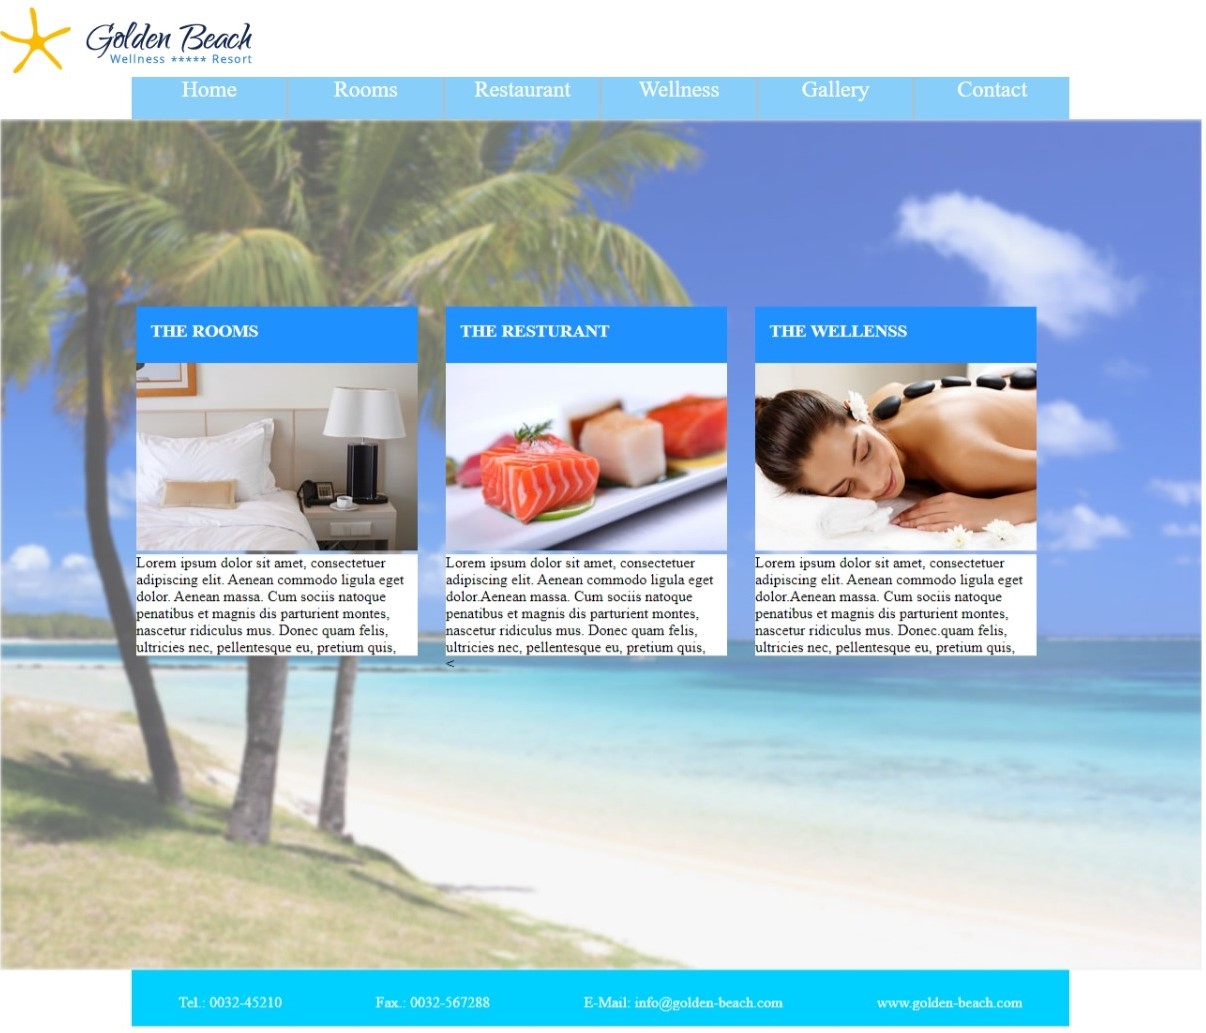 Golden Beach
Wellness ***** Resort
Home Rooms Restaurant Wellness Gallery Contact
THE ROOMS
Lorem ipsum dolor sit amet, consectetuer
adipiscing elit. Aenean commodo ligula eget
dolor. Aenean massa. Cum sociis natoque
penatibus et magnis dis parturient montes,
nascetur ridiculus mus. Donec quam felis,
ultricies nec, pellentesque eu, pretium quis,
THE RESTURANT
Lorem ipsum dolor sit amet, consectetuer
adipiscing elit. Aenean commodo ligula eget
dolor.Aenean massa. Cum sociis natoque
penatibus et magnis dis parturient montes,
nascetur ridiculus mus. Donec quam felis,
ultricies nec, pellentesque eu, pretium quis,
<
THE WELLENSS
Lorem ipsum dolor sit amet, consectetuer
adipiscing elit. Aenean commodo ligula eget
dolor. Aenean massa. Cum sociis natoque
penatibus et magnis dis parturient montes,
nascetur ridiculus mus. Donec.quam felis,
ultricies nec, pellentesque eu, pretium quis,
Tel.: 0032-45210 Fax.: 0032-567288 E-Mail: info@golden-beach.com www.golden-beach.com